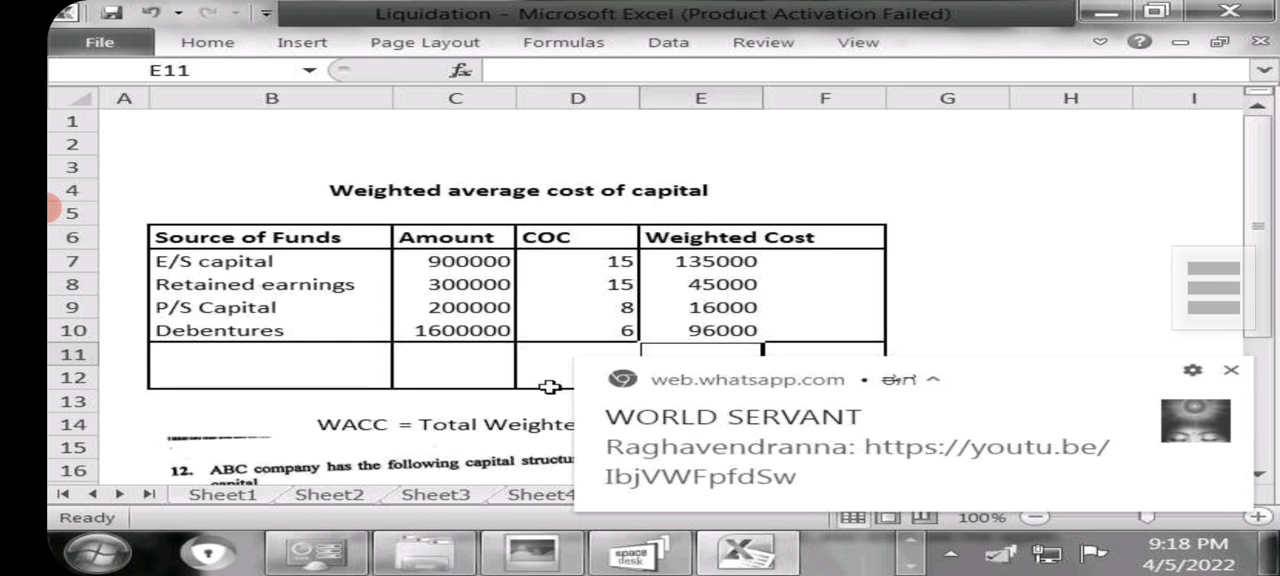 Liquidation - Microsoft Excel (Product Activation Failed)
File Home Insert Page Layout Formulas Data Review View
E11 fx
A B C D E F G H I
1
2
3
4 Weighted average cost of capital
5
6 Source of Funds Amount COC Weighted Cost
7 E/S capital 900000 15 135000
8 Retained earnings 300000 15 45000
9 P/S Capital 200000 8 16000
10 Debentures 1600000 6 96000
11
12
web.whatsapp.com • ಈಗ
WORLD SERVANT
Raghavendranna: https://youtu.be/
IbjVWFpfdSw
13
14 WACC = Total Weighte
15
16 12. ABC company has the following capital structu
capital
Sheet1 Sheet2 Sheet3 Sheet4
Ready 100%
space
desk
9:18 PM
4/5/2022